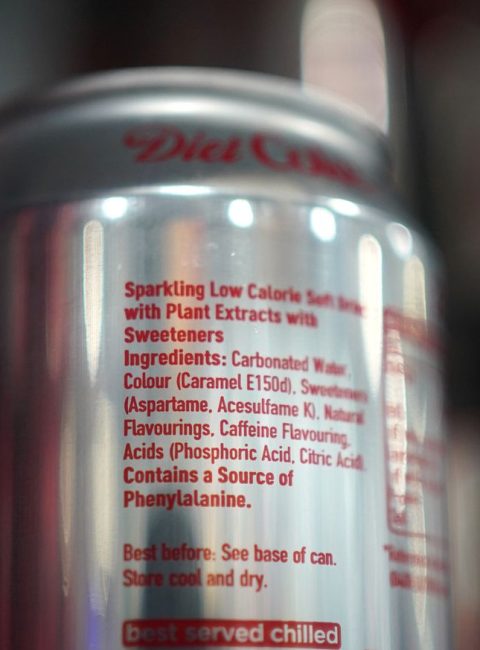 Diet Coke
Sparkling Low Calorie Soft Drink
with Plant Extracts with
Sweeteners
Ingredients: Carbonated Water,
Colour (Caramel E150d), Sweeteners
(Aspartame, Acesulfame K), Natural
Flavourings, Caffeine Flavouring,
Acids (Phosphoric Acid, Citric Acid).
Contains a Source of
Phenylalanine.
Best before: See base of can.
Store cool and dry.
best served chilled